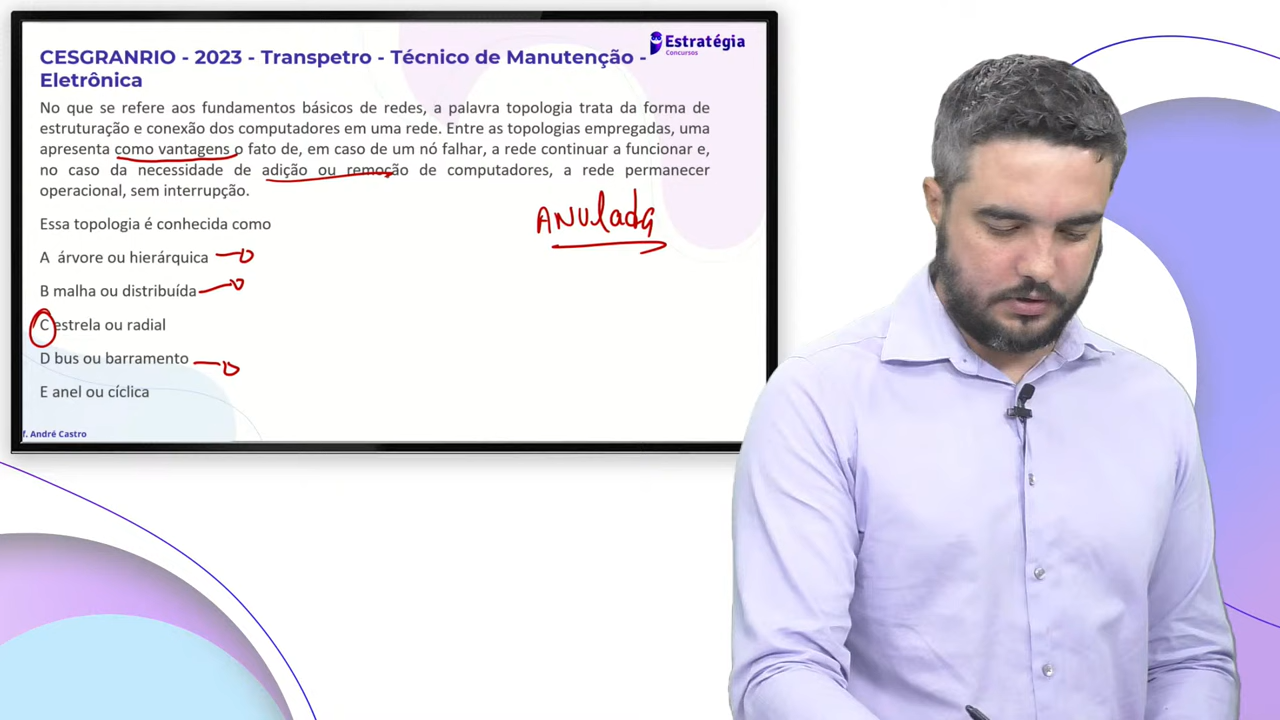 CESGRANRIO - 2023 - Transpetro - Técnico de Manutenção -
Eletrônica
Estratégia
Concursos
No que se refere aos fundamentos básicos de redes, a palavra topologia trata da forma de
estruturação e conexão dos computadores em uma rede. Entre as topologias empregadas, uma
apresenta como vantagens o fato de, em caso de um nó falhar, a rede continuar a funcionar e,
no caso da necessidade de adição ou remoção de computadores, a rede permanecer
operacional, sem interrupção.
Essa topologia é conhecida como
ANUlada
A árvore ou hierárquica
B malha ou distribuída
C estrela ou radial
D bus ou barramento
E anel ou cíclica
f. André Castro